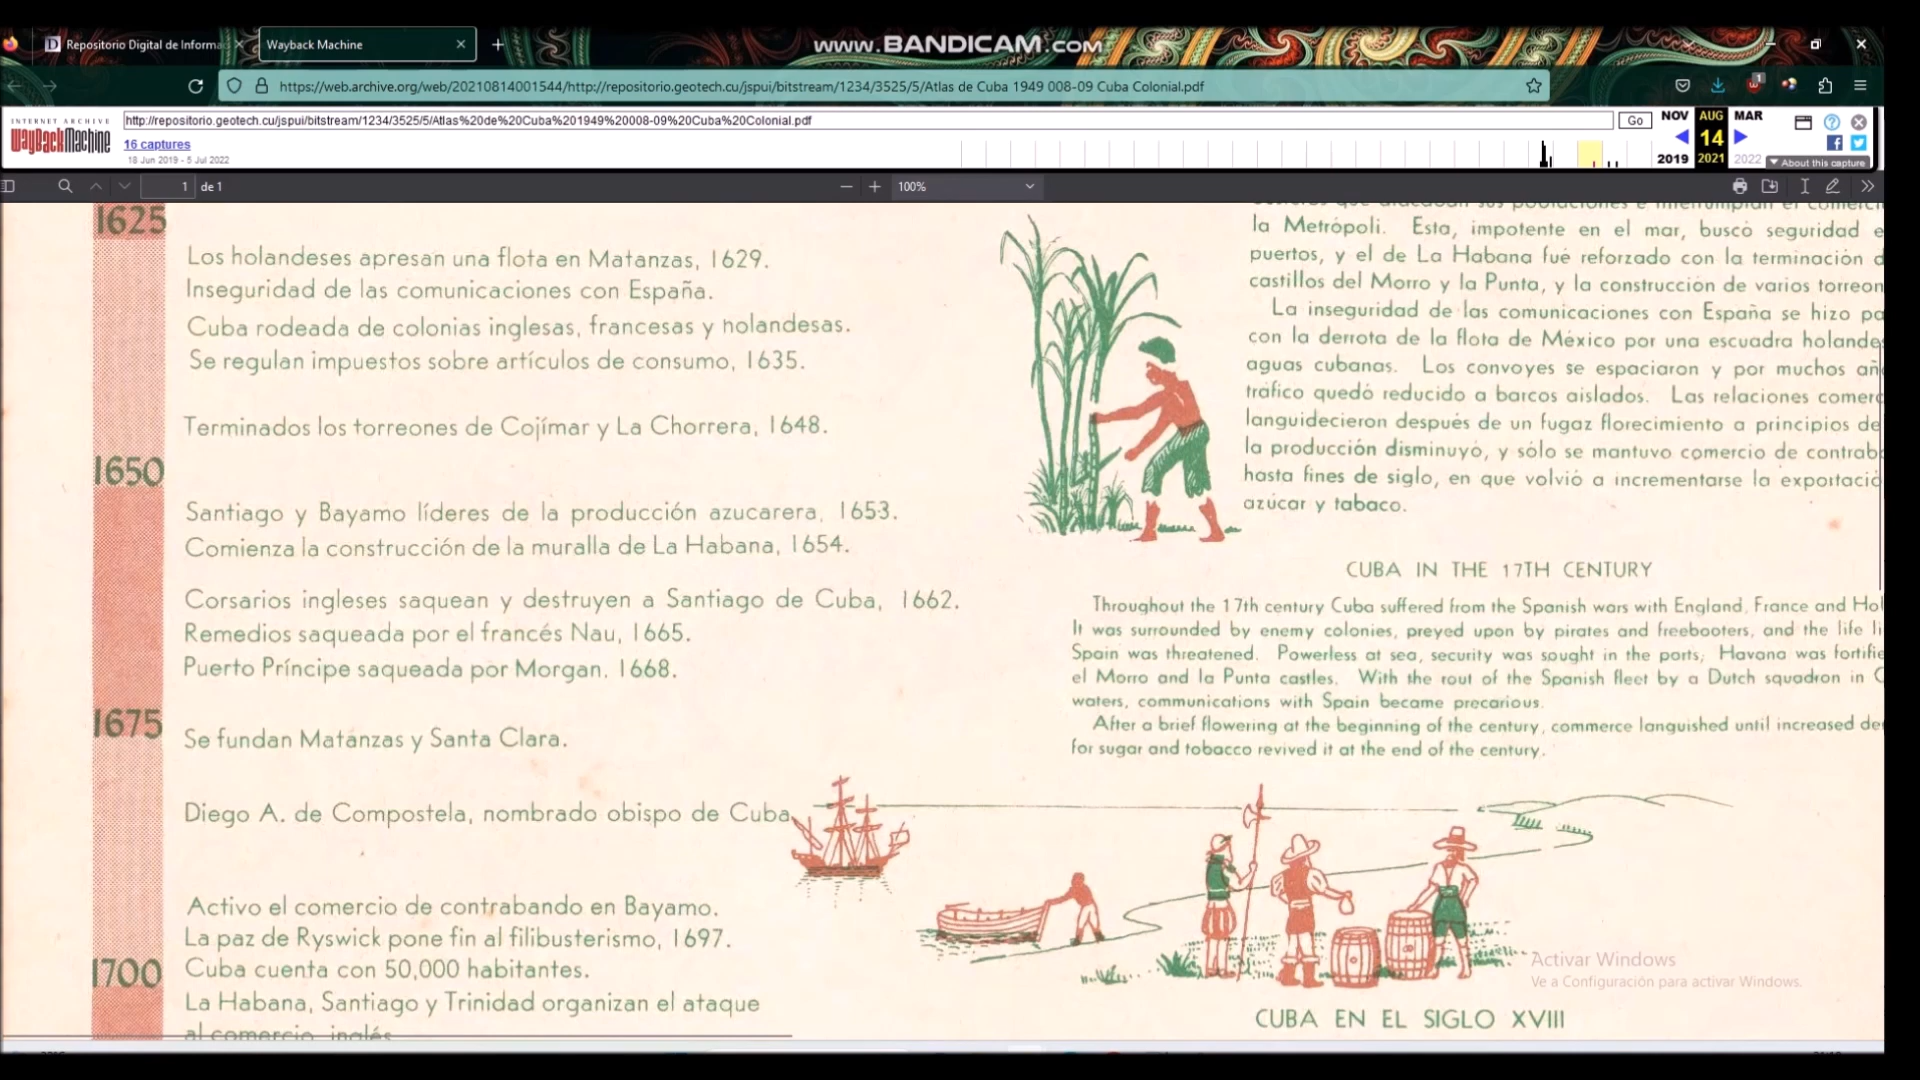 www.BANDICAM.com
Repositorio Digital de Informa
Wayback Machine
https://web.archive.org/web/20210814001544/http://repositorio.geotech.cu/jspui/bitstream/1234/3525/5/Atlas de Cuba 1949 008-09 Cuba Colonial.pdf
INTERNET ARCHIVE
WayBackMachine
http://repositorio.geotech.cu/jspui/bitstream/1234/3525/5/Atlas%20de%20Cuba%201949%20008-09%20Cuba%20Colonial.pdf
Go
NOV AUG MAR
16 captures
14
18 Jun 2019 - 5 Jul 2022
2019 2021 2022
About this capture
1 de 1
100%
1625
Los holandeses apresan una flota en Matanzas, 1629.
Inseguridad de las comunicaciones con España.
Cuba rodeada de colonias inglesas, francesas y holandesas.
Se regulan impuestos sobre artículos de consumo, 1635.
Terminados los torreones de Cojímar y La Chorrera, 1648.
1650
Santiago y Bayamo líderes de la producción azucarera, 1653.
Comienza la construcción de la muralla de La Habana, 1654.
Corsarios ingleses saquean y destruyen a Santiago de Cuba, 1662.
Remedios saqueada por el francés Nau, 1665.
Puerto Príncipe saqueada por Morgan, 1668.
1675
Se fundan Matanzas y Santa Clara.
Diego A. de Compostela, nombrado obispo de Cuba
Activo el comercio de contrabando en Bayamo.
La paz de Ryswick pone fin al filibusterismo, 1697.
1700
Cuba cuenta con 50,000 habitantes.
La Habana, Santiago y Trinidad organizan el ataque
al comercio inglés
que atacaban sus poblaciones e interrumpían el comerci
la Metrópoli. Esta, impotente en el mar, buscó seguridad e
puertos, y el de La Habana fué reforzado con la terminación d
castillos del Morro y la Punta, y la construcción de varios torreon
La inseguridad de las comunicaciones con España se hizo pa
con la derrota de la flota de México por una escuadra holande
aguas cubanas. Los convoyes se espaciaron y por muchos añ
tráfico quedó reducido a barcos aislados. Las relaciones comerc
languidecieron después de un fugaz florecimiento a principios de
la producción disminuyó, y sólo se mantuvo comercio de contrab
hasta fines de siglo, en que volvió a incrementarse la exportació
azúcar y tabaco.
CUBA IN THE 17TH CENTURY
Throughout the 17th century Cuba suffered from the Spanish wars with England, France and Hol
It was surrounded by enemy colonies, preyed upon by pirates and freebooters, and the life li
Spain was threatened. Powerless at sea, security was sought in the ports; Havana was fortifie
el Morro and la Punta castles. With the rout of the Spanish fleet by a Dutch squadron in C
waters, communications with Spain became precarious.
After a brief flowering at the beginning of the century, commerce languished until increased de
for sugar and tobacco revived it at the end of the century.
Activar Windows
Ve a Configuración para activar Windows.
CUBA EN EL SIGLO XVIII